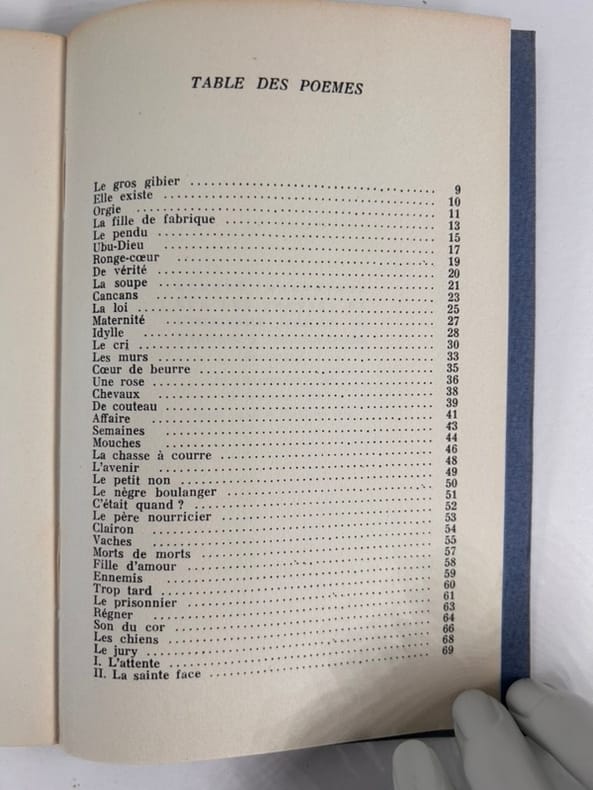 TABLE DES POEMES
Le gros gibier .......... 9
Elle existe .......... 10
Orgie .......... 11
La fille de fabrique .......... 13
Le pendu .......... 15
Ubu-Dieu .......... 17
Ronge-cœur .......... 19
De vérité .......... 20
La soupe .......... 21
Cancans .......... 23
La loi .......... 25
Maternité .......... 27
Idylle .......... 28
Le cri .......... 30
Les murs .......... 33
Cœur de beurre .......... 35
Une rose .......... 36
Chevaux .......... 38
De couteau .......... 39
Affaire .......... 41
Semaines .......... 43
Mouches .......... 44
La chasse à courre .......... 46
L'avenir .......... 48
Le petit non .......... 49
Le nègre boulanger .......... 50
C'était quand ? .......... 51
Le père nourricier .......... 52
Clairon .......... 53
Vaches .......... 54
Morts de morts .......... 55
Fille d'amour .......... 57
Ennemis .......... 58
Trop tard .......... 59
Le prisonnier .......... 60
Régner .......... 61
Son du cor .......... 63
Les chiens .......... 64
Le jury .......... 66
I. L'attente .......... 68
II. La sainte face .......... 69